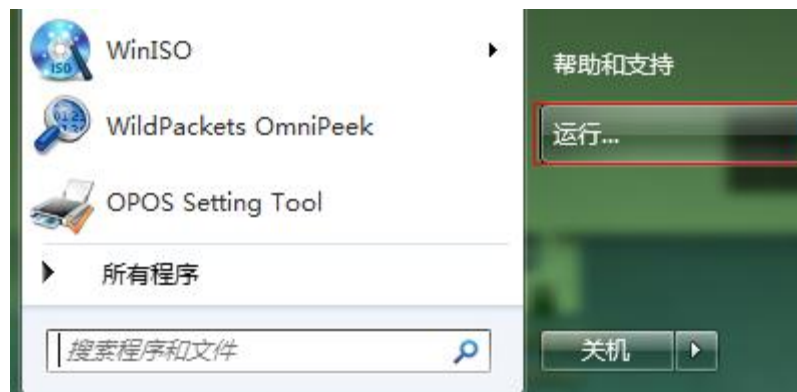 WinISO
WildPackets OmniPeek
OPOS Setting Tool
所有程序
搜索程序和文件
帮助和支持
运行...
关机